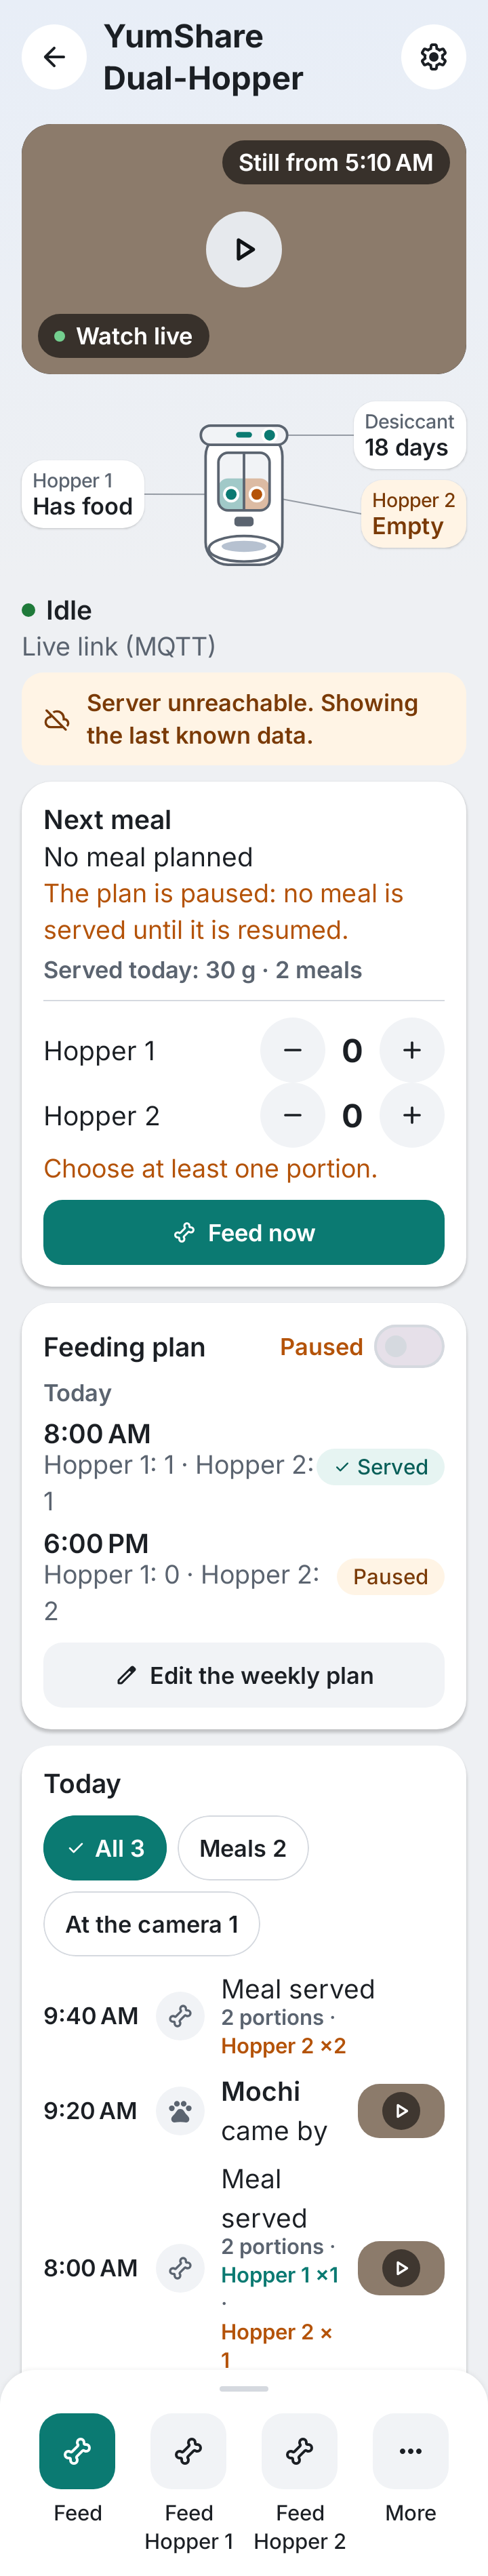 YumShare
Dual-Hopper
Still from 5:10 AM
Watch live
Desiccant
18 days
Hopper 1
Has food
Hopper 2
Empty
Idle
Live link (MQTT)
Server unreachable. Showing
the last known data.
Next meal
No meal planned
The plan is paused: no meal is
served until it is resumed.
Served today: 30 g · 2 meals
Hopper 1
− 0 +
Hopper 2
− 0 +
Choose at least one portion.
Feed now
Feeding plan
Paused
Today
8:00 AM
Hopper 1: 1 · Hopper 2:
1
Served
6:00 PM
Hopper 1: 0 · Hopper 2:
2
Paused
Edit the weekly plan
Today
All 3
Meals 2
At the camera 1
9:40 AM
Meal served
2 portions ·
Hopper 2 ×2
9:20 AM
Mochi
came by
8:00 AM
Meal
served
2 portions ·
Hopper 1 ×1
·
Hopper 2 ×
1
Feed
Feed
Hopper 1
Feed
Hopper 2
More